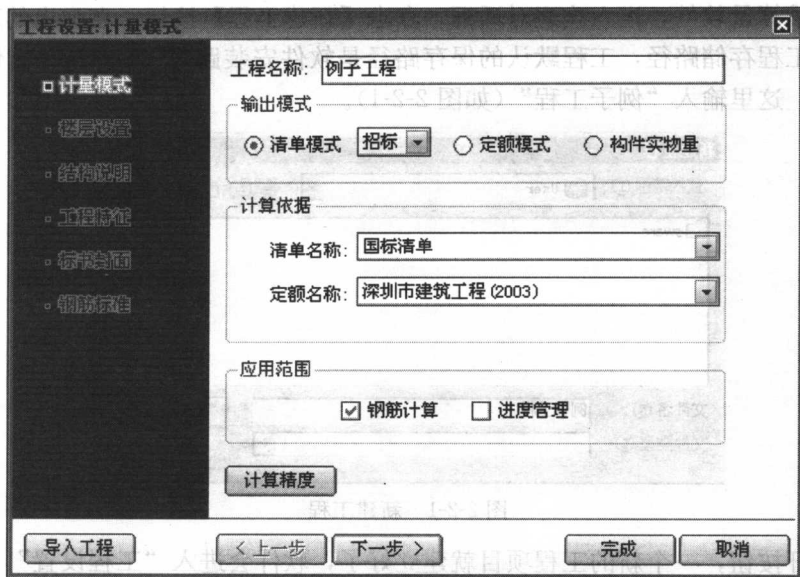 工程设置:计量模式
计量模式
楼层设置
结构说明
工程特征
标书封面
钢筋标准
工程名称: 例子工程
输出模式
清单模式 招标 定额模式 构件实物量
计算依据
清单名称: 国标清单
定额名称: 深圳市建筑工程(2003)
应用范围
钢筋计算 进度管理
计算精度
导入工程 <上一步 下一步> 完成 取消